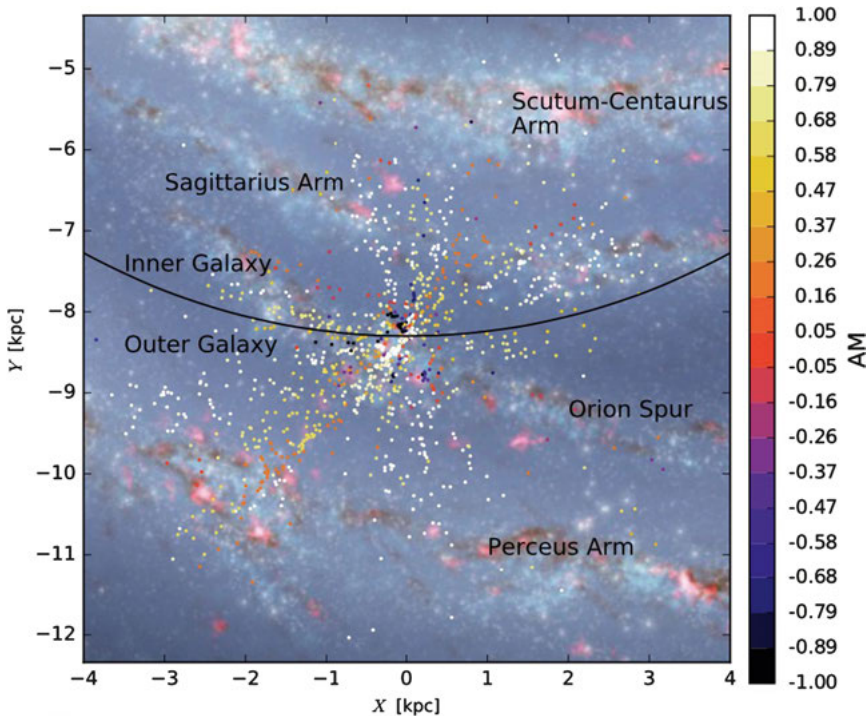 Scutum-Centaurus
Arm
Sagittarius Arm
Inner Galaxy
Outer Galaxy
Orion Spur
Perceus Arm
−5
−6
−7
−8
−9
−10
−11
−12
Y [kpc]
−4 −3 −2 −1 0 1 2 3 4
X [kpc]
1.00
0.89
0.79
0.68
0.58
0.47
0.37
0.26
0.16
0.05
-0.05
-0.16
-0.26
-0.37
-0.47
-0.58
-0.68
-0.79
-0.89
-1.00
AM